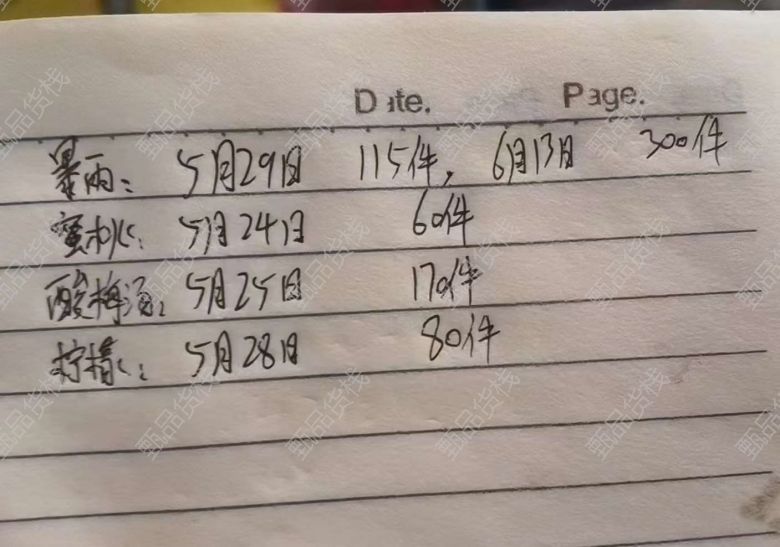 Date. Page.
暴雨: 5月29日 115件, 6月13日 300件
蜜桃: 5月24日 60件
酸梅汤: 5月25日 170件
柠檬: 5月28日 80件
甄品货栈